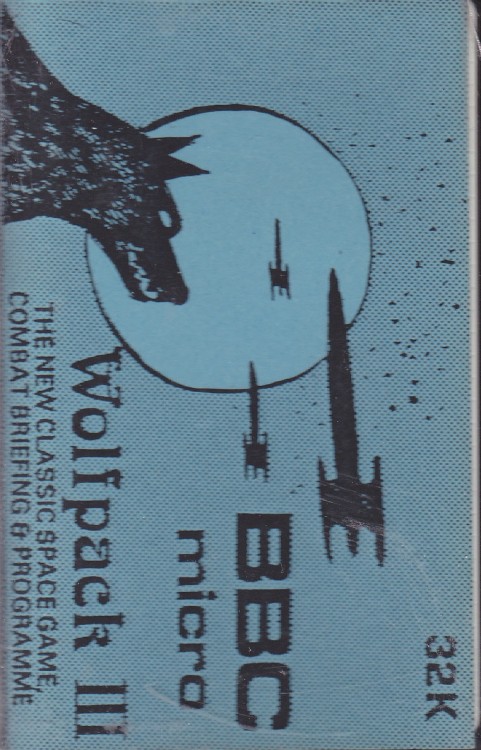 32K
BBC
micro
Wolfpack III
THE NEW CLASSIC SPACE GAME,
COMBAT BRIEFING & PROGRAMME